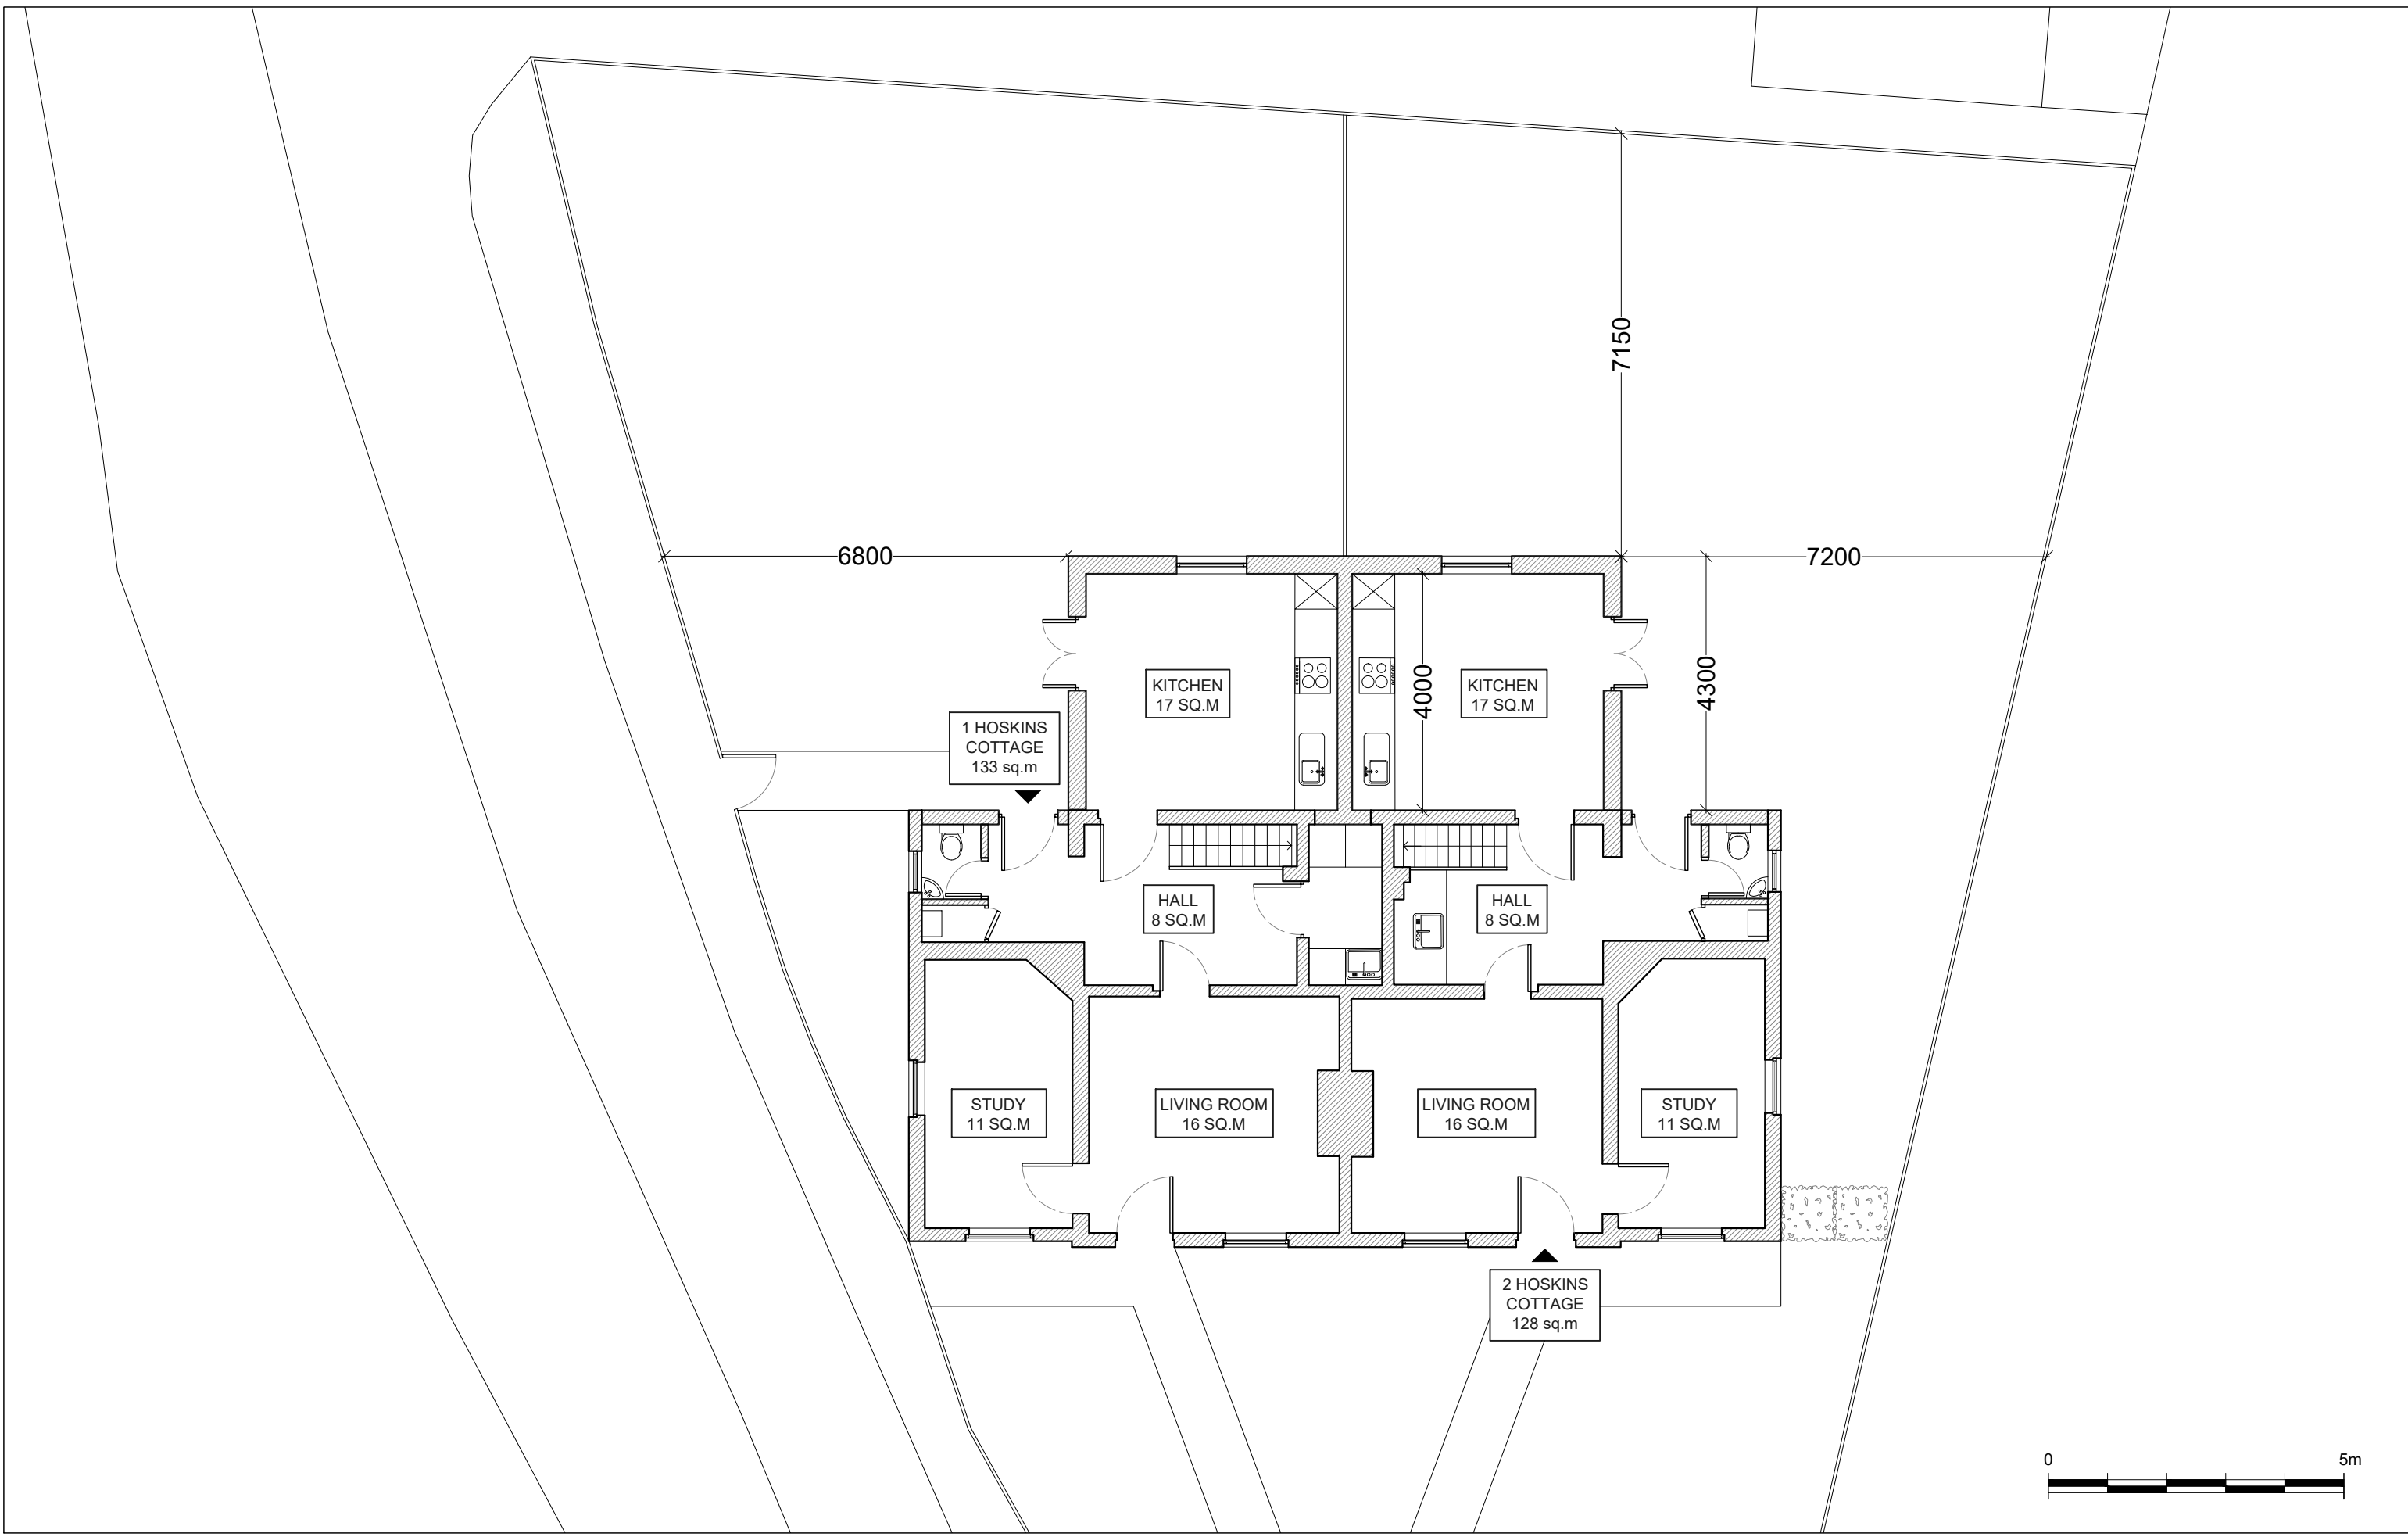 7150
6800
7200
KITCHEN
17 SQ.M
4000
KITCHEN
17 SQ.M
4300
1 HOSKINS
COTTAGE
133 sq.m
HALL
8 SQ.M
HALL
8 SQ.M
STUDY
11 SQ.M
LIVING ROOM
16 SQ.M
LIVING ROOM
16 SQ.M
STUDY
11 SQ.M
2 HOSKINS
COTTAGE
128 sq.m
0 5m